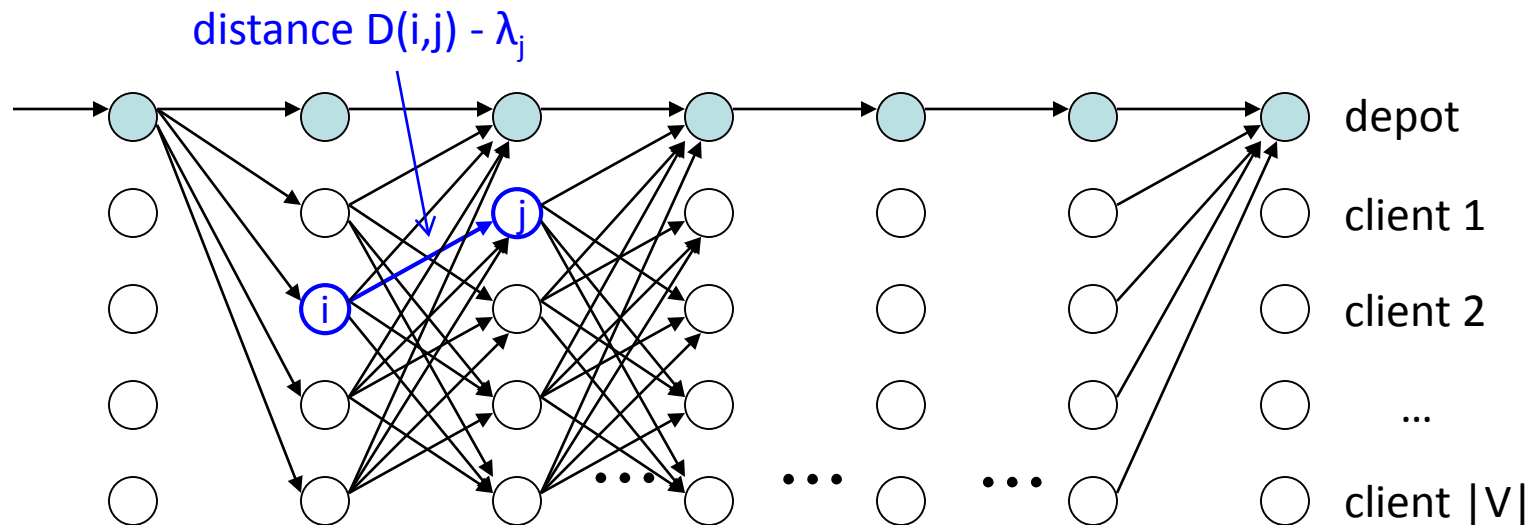 distance D(i,j) - λj
depot
j
client 1
i
client 2
...
... ... ...
client |V|